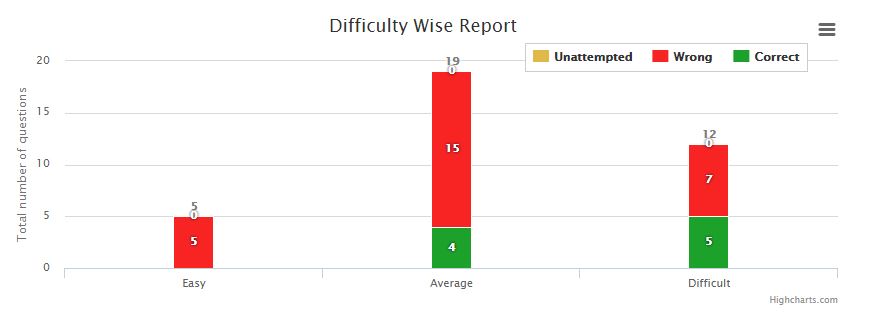 Difficulty Wise Report
Unattempted Wrong Correct
Total number of questions
20
15
10
5
0
5
0
5
19
0
15
4
12
0
7
5
Easy
Average
Difficult
Highcharts.com